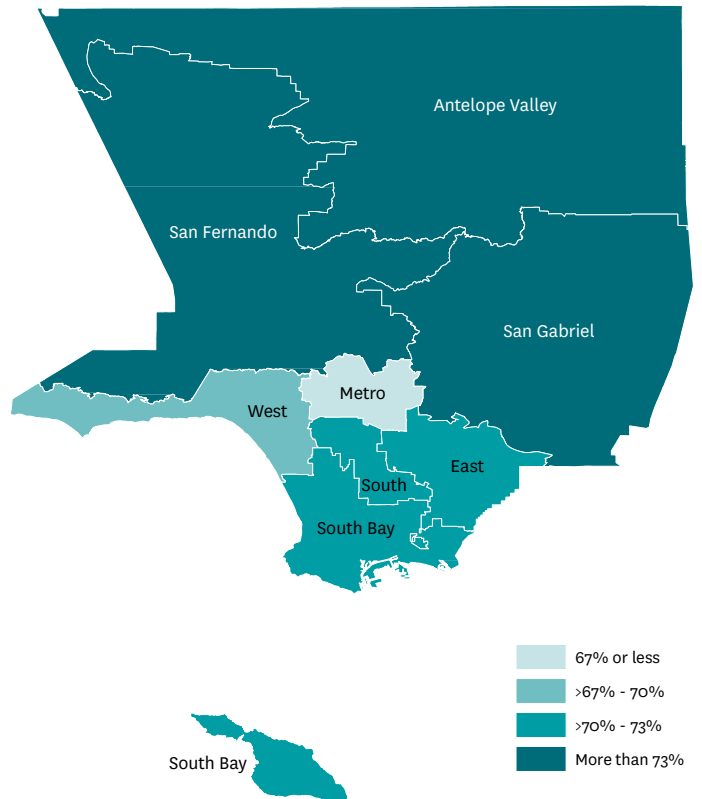 Antelope Valley
San Fernando
San Gabriel
Metro
West
East
South
South Bay
67% or less
>67% - 70%
>70% - 73%
More than 73%
South Bay